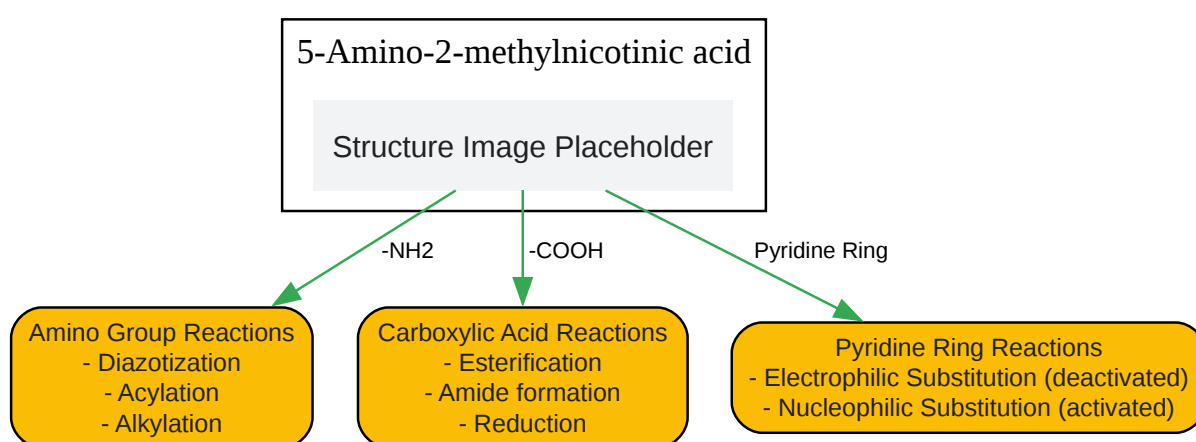 5-Amino-2-methylnicotinic acid
Structure Image Placeholder
-NH2
-COOH
Pyridine Ring
Amino Group Reactions
- Diazotization
- Acylation
- Alkylation
Carboxylic Acid Reactions
- Esterification
- Amide formation
- Reduction
Pyridine Ring Reactions
- Electrophilic Substitution (deactivated)
- Nucleophilic Substitution (activated)